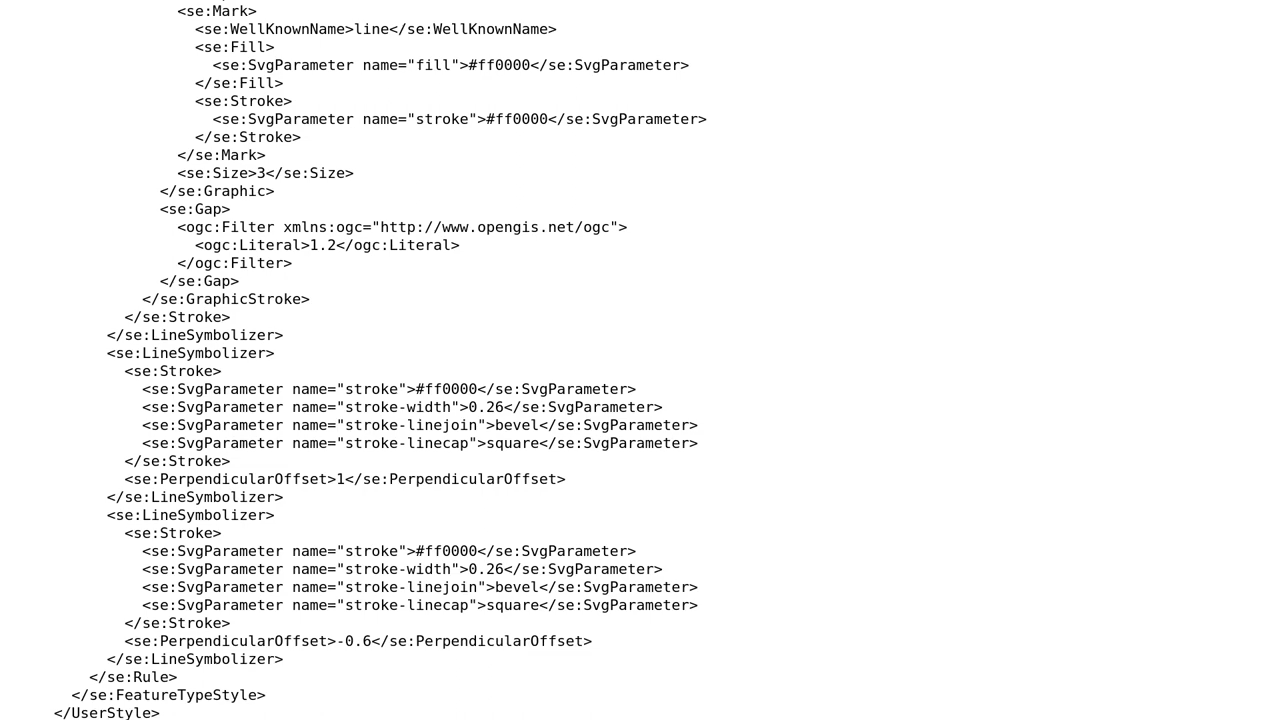 <se:Mark>
<se:WellKnownName>line</se:WellKnownName>
<se:Fill>
<se:SvgParameter name="fill">#ff0000</se:SvgParameter>
</se:Fill>
<se:Stroke>
<se:SvgParameter name="stroke">#ff0000</se:SvgParameter>
</se:Stroke>
</se:Mark>
<se:Size>3</se:Size>
</se:Graphic>
<se:Gap>
<ogc:Filter xmlns:ogc="http://www.opengis.net/ogc">
<ogc:Literal>1.2</ogc:Literal>
</ogc:Filter>
</se:Gap>
</se:GraphicStroke>
</se:Stroke>
</se:LineSymbolizer>
<se:LineSymbolizer>
<se:Stroke>
<se:SvgParameter name="stroke">#ff0000</se:SvgParameter>
<se:SvgParameter name="stroke-width">0.26</se:SvgParameter>
<se:SvgParameter name="stroke-linejoin">bevel</se:SvgParameter>
<se:SvgParameter name="stroke-linecap">square</se:SvgParameter>
</se:Stroke>
<se:PerpendicularOffset>1</se:PerpendicularOffset>
</se:LineSymbolizer>
<se:LineSymbolizer>
<se:Stroke>
<se:SvgParameter name="stroke">#ff0000</se:SvgParameter>
<se:SvgParameter name="stroke-width">0.26</se:SvgParameter>
<se:SvgParameter name="stroke-linejoin">bevel</se:SvgParameter>
<se:SvgParameter name="stroke-linecap">square</se:SvgParameter>
</se:Stroke>
<se:PerpendicularOffset>-0.6</se:PerpendicularOffset>
</se:LineSymbolizer>
</se:Rule>
</se:FeatureTypeStyle>
</UserStyle>